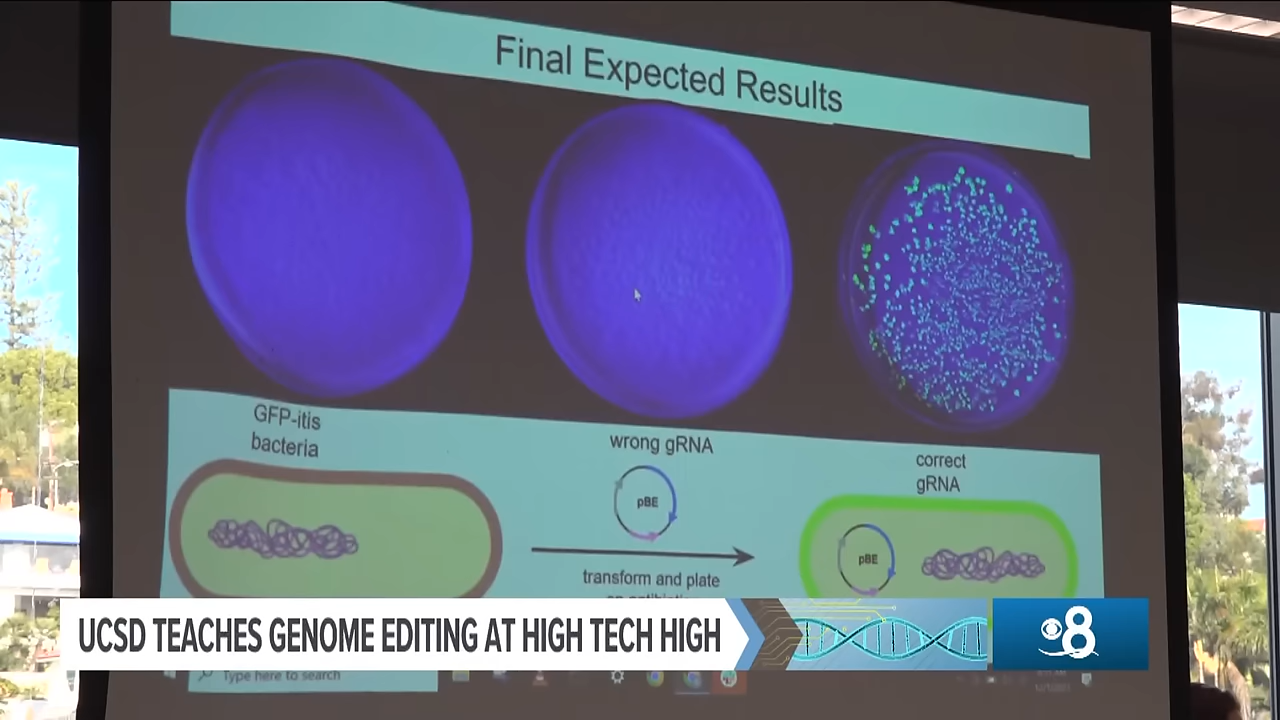 Final Expected Results
GFP-itis
bacteria
wrong gRNA
correct
gRNA
pBE
pBE
transform and plate
UCSD TEACHES GENOME EDITING AT HIGH TECH HIGH
8
Type here to search